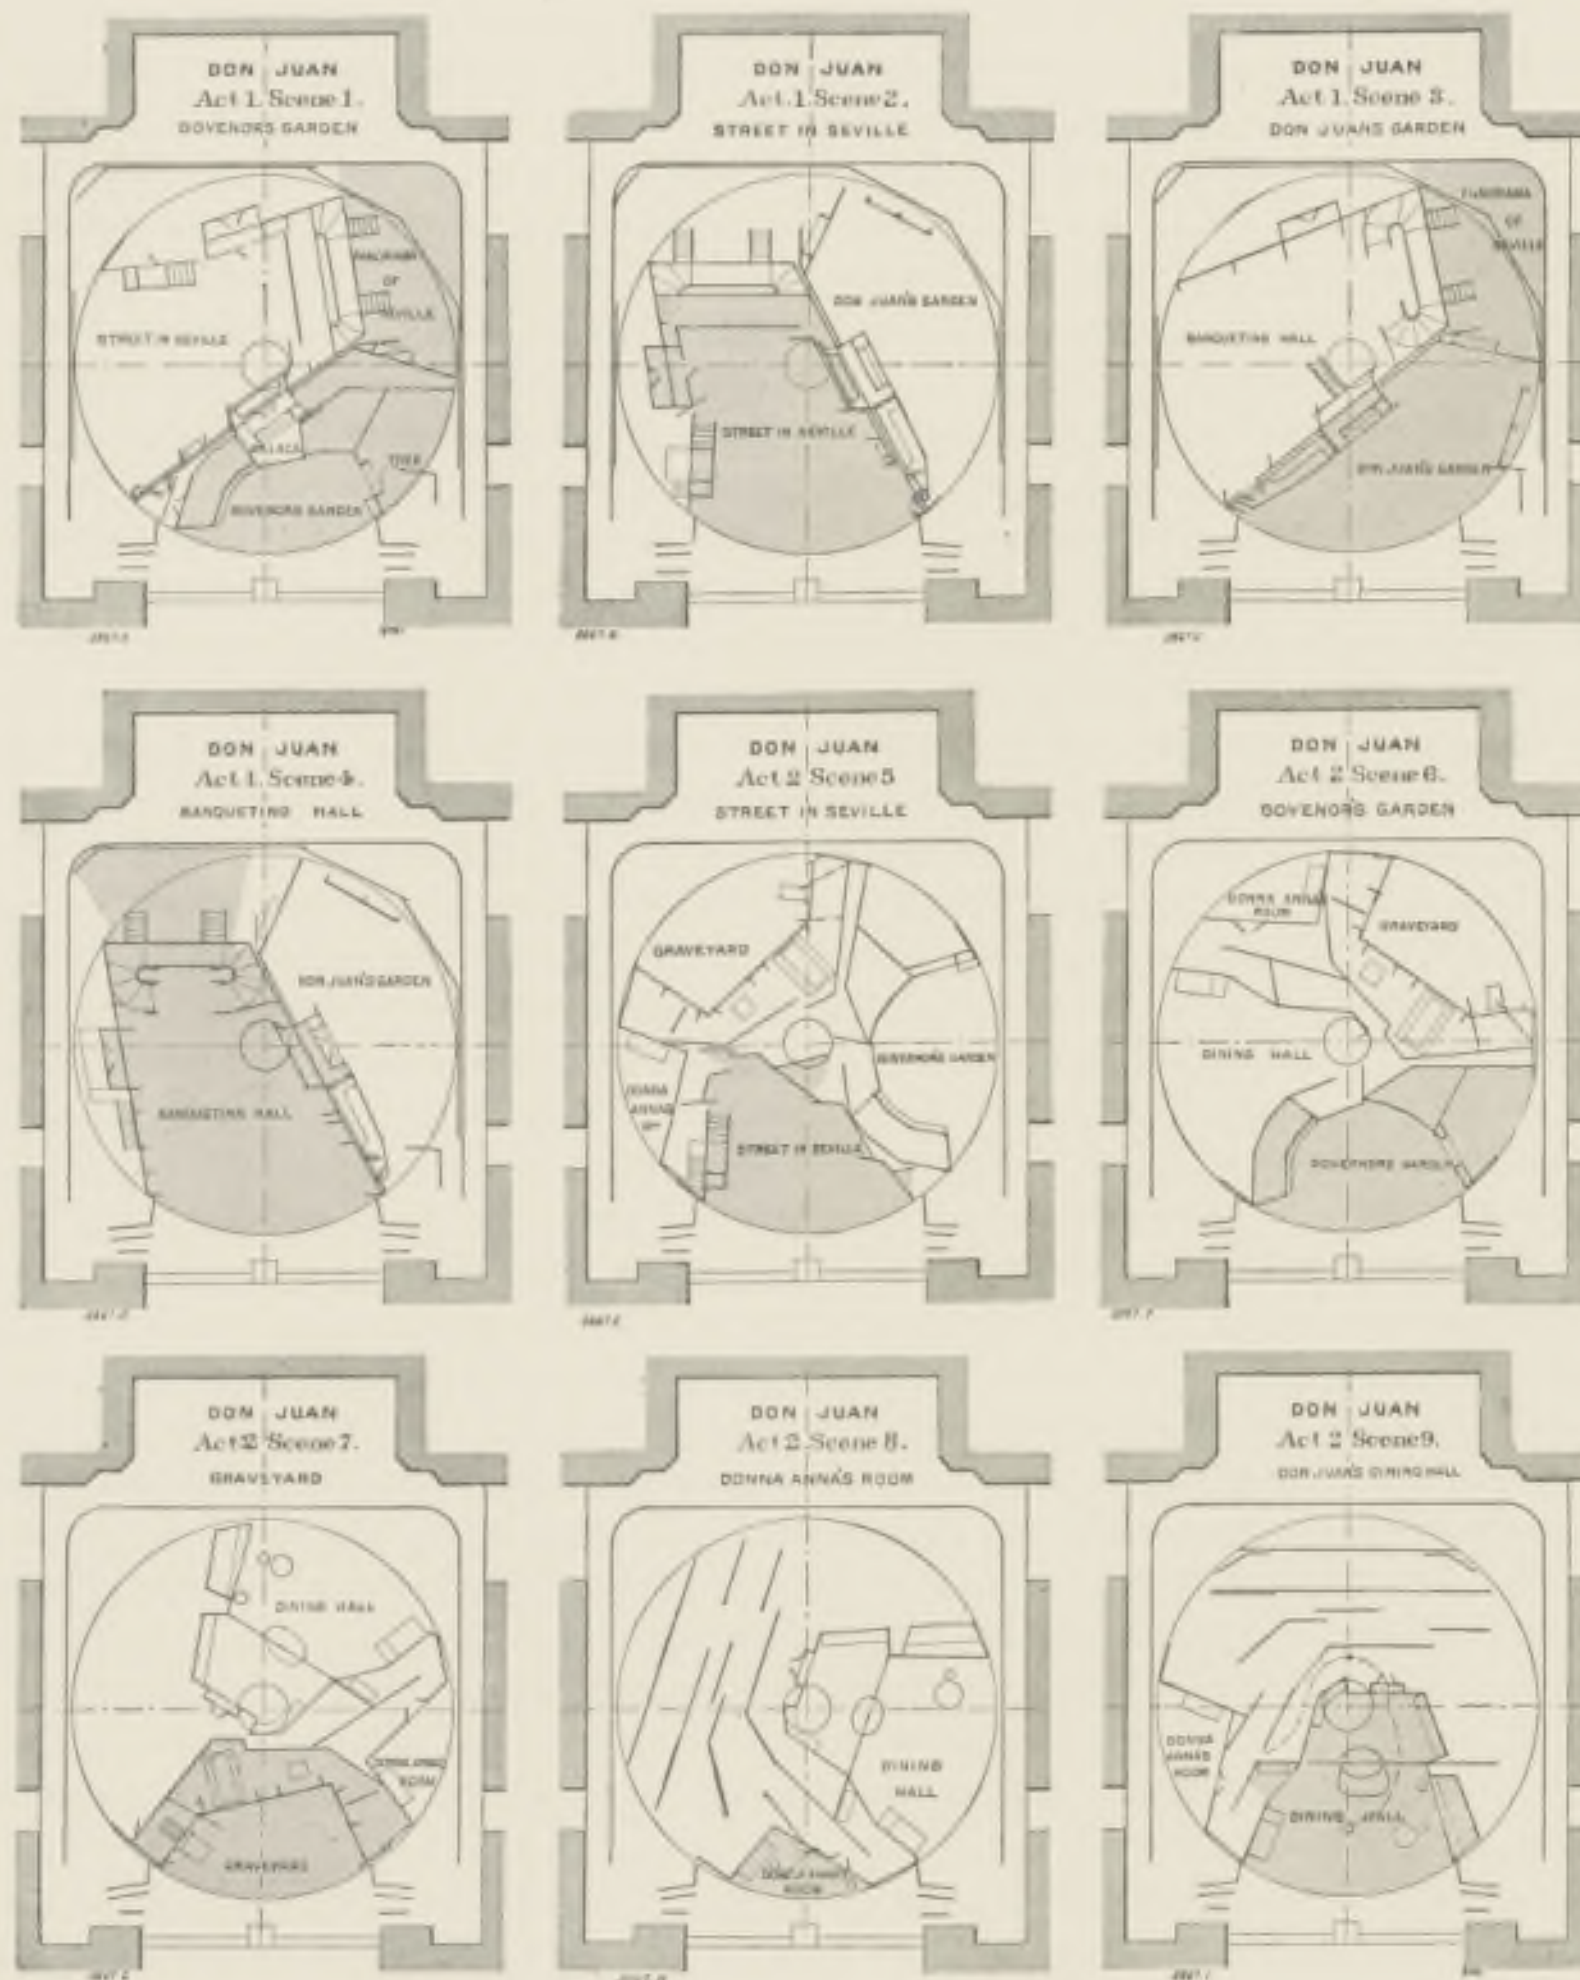 DON JUAN
Act 1. Scene 1.
GOVENORS GARDEN
STREET IN SEVILLE
PANORAMA
OF
SEVILLE
TREE
GOVENORS GARDEN
DON JUAN
Act. 1. Scene 2.
STREET IN SEVILLE
DON JUAN'S GARDEN
STREET IN SEVILLE
DON JUAN
Act 1. Scene 3.
DON JUANS GARDEN
PANORAMA
OF
SEVILLE
BANQUETING HALL
DON JUAN'S GARDEN
DON JUAN
Act 1. Scene 4.
BANQUETING HALL
DON JUAN'S GARDEN
BANQUETING HALL
DON JUAN
Act 2 Scene 5
STREET IN SEVILLE
GRAVEYARD
GOVERNORS GARDEN
DONNA
ANNAS
STREET IN SEVILLE
DON JUAN
Act 2 Scene 6.
GOVENORS GARDEN
DONNA ANNAS
ROOM
GRAVEYARD
DINING HALL
GOVERNORS GARDEN
DON JUAN
Act 2 Scene 7.
GRAVEYARD
DINING HALL
ROOM
GRAVEYARD
DON JUAN
Act 2. Scene 8.
DONNA ANNA'S ROOM
DINING
HALL
DONNA ANNAS
ROOM
DON JUAN
Act 2 Scene 9.
DON JUAN'S DINING HALL
DONNA
ANNAS
ROOM
DINING HALL